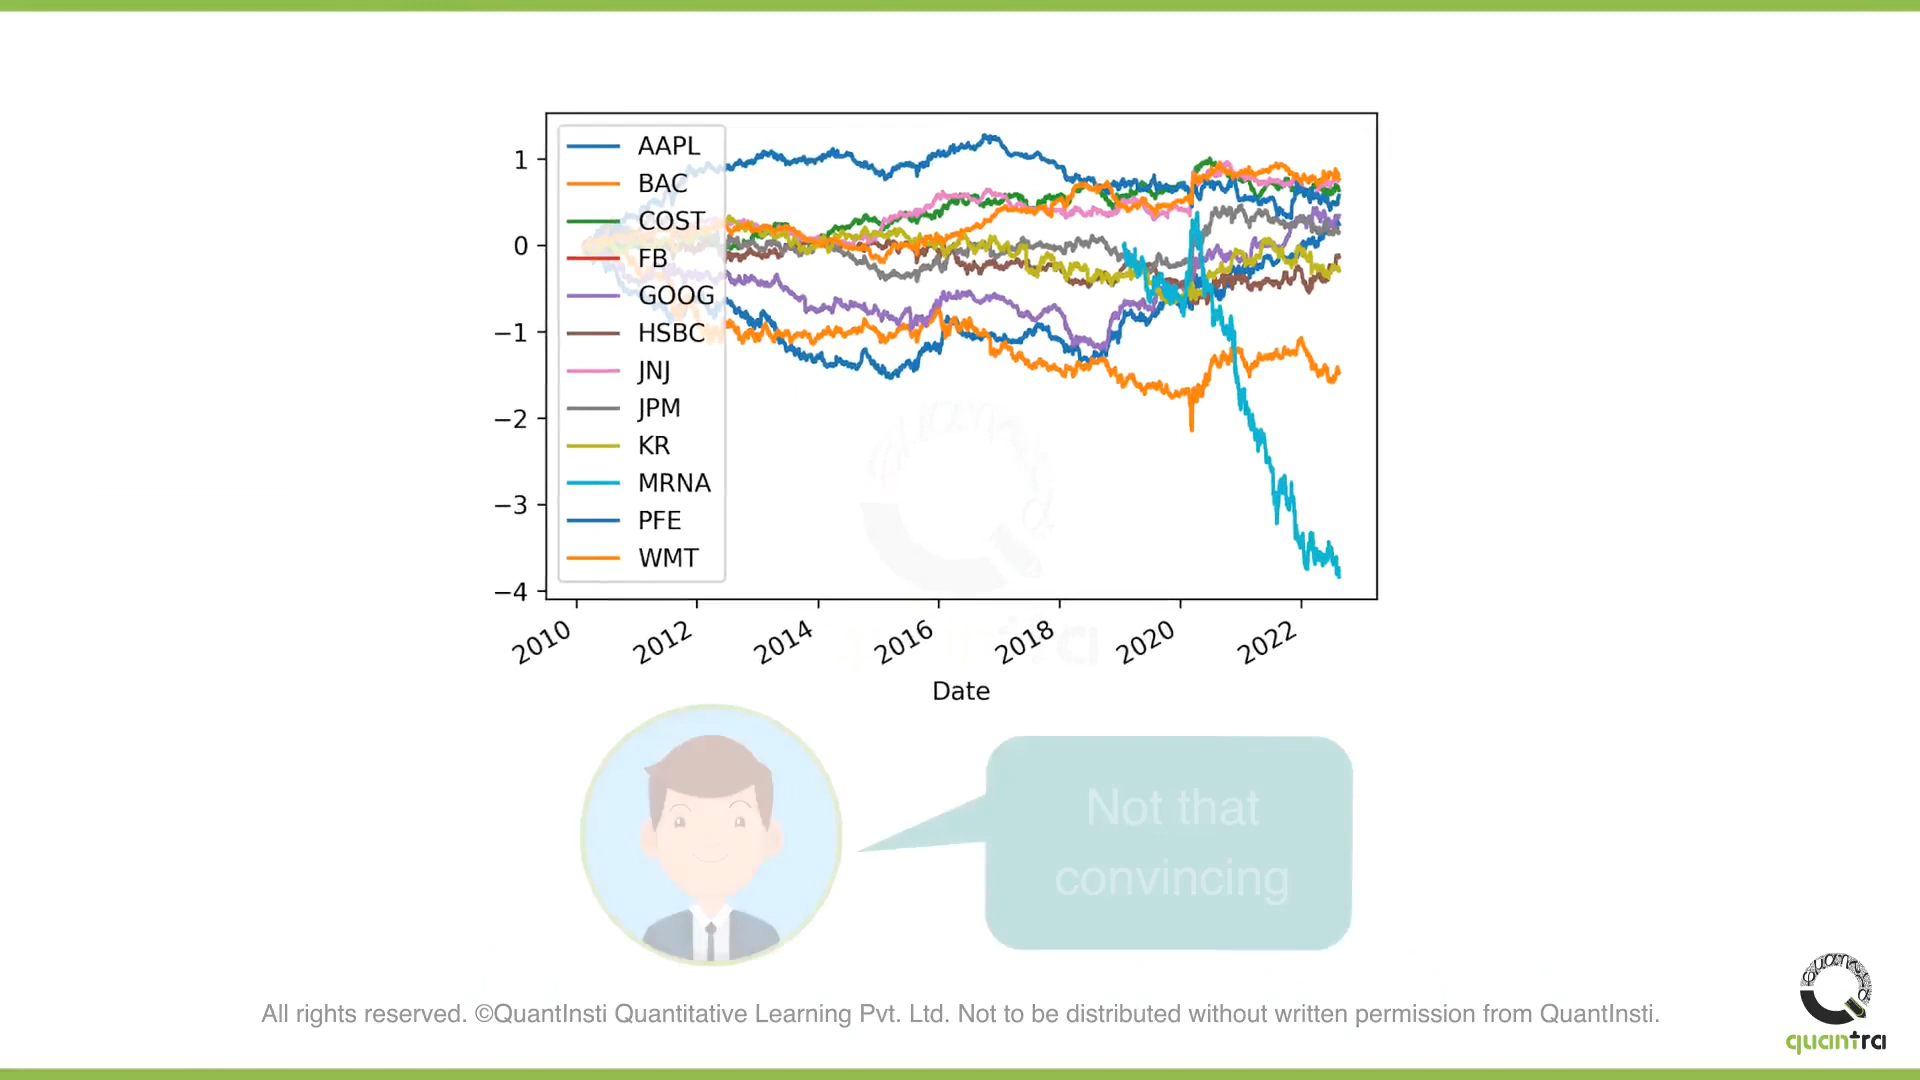 AAPL
BAC
COST
FB
GOOG
HSBC
JNJ
JPM
KR
MRNA
PFE
WMT
1
0
−1
−2
−3
−4
2010
2012
2014
2016
2018
2020
2022
Date
Not that
convincing
All rights reserved. ©QuantInsti Quantitative Learning Pvt. Ltd. Not to be distributed without written permission from QuantInsti.
quantra